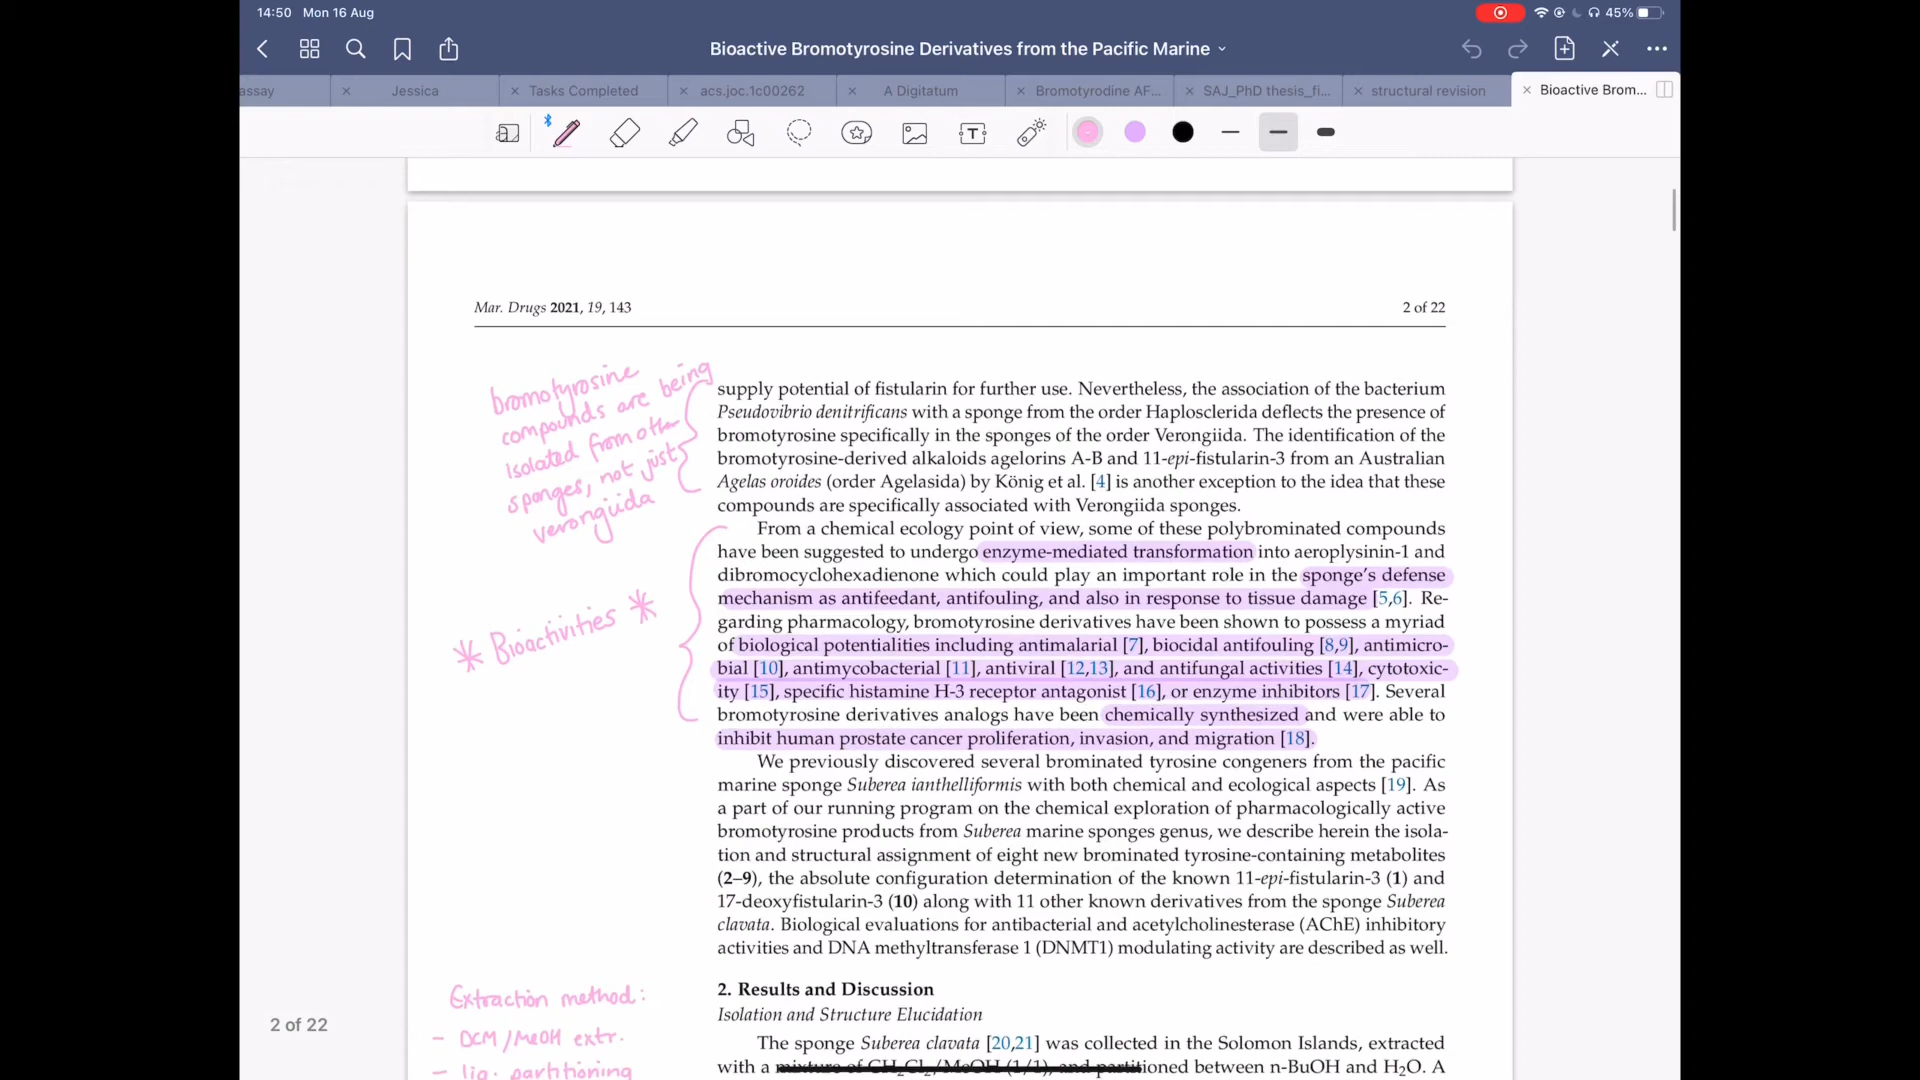 14:50 Mon 16 Aug
45%
Bioactive Bromotyrosine Derivatives from the Pacific Marine
assay
Jessica
Tasks Completed
acs.joc.1c00262
A Digitatum
Bromotyrodine AF...
SAJ_PhD thesis_fi...
structural revision
Bioactive Brom...
Mar. Drugs 2021, 19, 143
2 of 22
bromotyrosine
compounds are being
isolated from other
sponges, not just
verongiida
supply potential of fistularin for further use. Nevertheless, the association of the bacterium
Pseudovibrio denitrificans with a sponge from the order Haplosclerida deflects the presence of
bromotyrosine specifically in the sponges of the order Verongiida. The identification of the
bromotyrosine-derived alkaloids agelorins A-B and 11-epi-fistularin-3 from an Australian
Agelas oroides (order Agelasida) by König et al. [4] is another exception to the idea that these
compounds are specifically associated with Verongiida sponges.
* Bioactivities *
From a chemical ecology point of view, some of these polybrominated compounds
have been suggested to undergo enzyme-mediated transformation into aeroplysinin-1 and
dibromocyclohexadienone which could play an important role in the sponge's defense
mechanism as antifeedant, antifouling, and also in response to tissue damage [5,6]. Re-
garding pharmacology, bromotyrosine derivatives have been shown to possess a myriad
of biological potentialities including antimalarial [7], biocidal antifouling [8,9], antimicro-
bial [10], antimycobacterial [11], antiviral [12,13], and antifungal activities [14], cytotoxic-
ity [15], specific histamine H-3 receptor antagonist [16], or enzyme inhibitors [17]. Several
bromotyrosine derivatives analogs have been chemically synthesized and were able to
inhibit human prostate cancer proliferation, invasion, and migration [18].
We previously discovered several brominated tyrosine congeners from the pacific
marine sponge Suberea ianthelliformis with both chemical and ecological aspects [19]. As
a part of our running program on the chemical exploration of pharmacologically active
bromotyrosine products from Suberea marine sponges genus, we describe herein the isola-
tion and structural assignment of eight new brominated tyrosine-containing metabolites
(2–9), the absolute configuration determination of the known 11-epi-fistularin-3 (1) and
17-deoxyfistularin-3 (10) along with 11 other known derivatives from the sponge Suberea
clavata. Biological evaluations for antibacterial and acetylcholinesterase (AChE) inhibitory
activities and DNA methyltransferase 1 (DNMT1) modulating activity are described as well.
2. Results and Discussion
Isolation and Structure Elucidation
The sponge Suberea clavata [20,21] was collected in the Solomon Islands, extracted
with a mixture of CH₂Cl₂/MeOH (1/1), and partitioned between n-BuOH and H₂O. A
Extraction method:
- DCM/MeOH extr.
- liq. partitioning
2 of 22